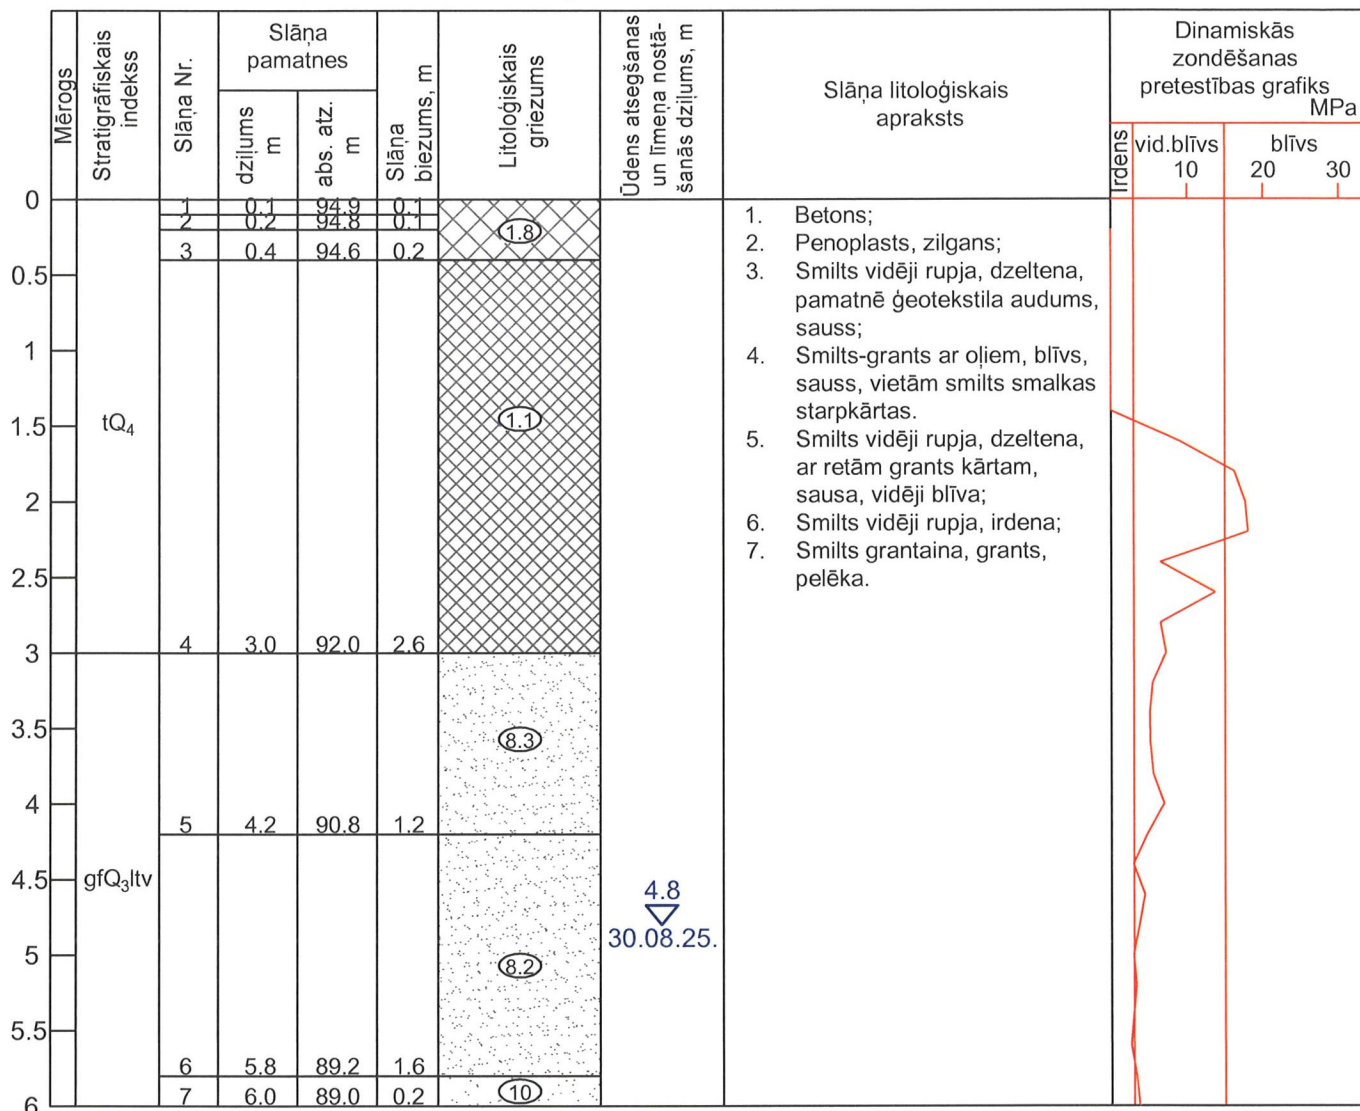 Mērogs
Stratigrāfiskais
indekss
Slāņa Nr.
Slāņa
pamatnes
dziļums
m
abs. atz.
m
Slāņa
biezums, m
Litoloģiskais
griezums
Ūdens atsegšanas
un līmeņa nostā-
šanās dziļums, m
Slāņa litoloģiskais
apraksts
Dinamiskās
zondēšanas
pretestības grafiks
MPa
Irdens
vid.blīvs
blīvs
10 20 30
0
0.5
1
1.5
2
2.5
3
3.5
4
4.5
5
5.5
6
tQ₄
gfQ₃ltv
1 0.1 94.9 0.1
2 0.2 94.8 0.1
3 0.4 94.6 0.2
4 3.0 92.0 2.6
5 4.2 90.8 1.2
6 5.8 89.2 1.6
7 6.0 89.0 0.2
1.8
1.1
8.3
8.2
10
4.8
30.08.25.
1. Betons;
2. Penoplasts, zilgans;
3. Smilts vidēji rupja, dzeltena,
pamatnē ģeotekstila audums,
sauss;
4. Smilts-grants ar oļiem, blīvs,
sauss, vietām smilts smalkas
starpkārtas.
5. Smilts vidēji rupja, dzeltena,
ar retām grants kārtam,
sausa, vidēji blīva;
6. Smilts vidēji rupja, irdena;
7. Smilts grantaina, grants,
pelēka.